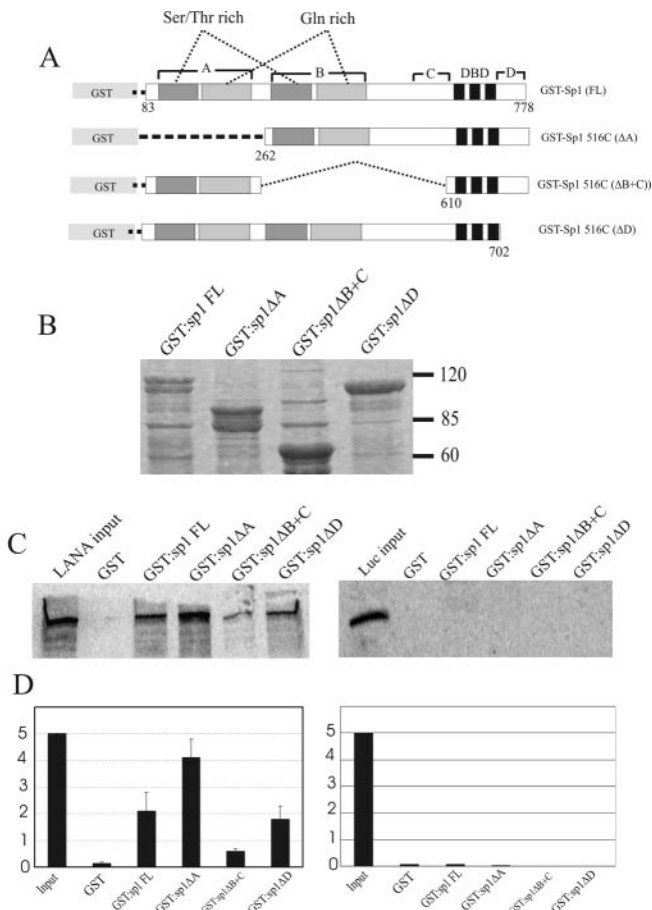 Ser/Thr rich Gln rich
A
A B C DBD D
GST GST-Sp1 (FL)
83 778
GST GST-Sp1 516C (ΔA)
262
GST GST-Sp1 516C (ΔB+C))
610
GST GST-Sp1 516C (ΔD)
702
B
GST:sp1 FL GST:sp1ΔA GST:sp1ΔB+C GST:sp1ΔD
120
85
60
C
LANA input GST GST:sp1 FL GST:sp1ΔA GST:sp1ΔB+C GST:sp1ΔD
Luc input GST GST:sp1 FL GST:sp1ΔA GST:sp1ΔB+C GST:sp1ΔD
D
5
4
3
2
1
0
Input GST GST:sp1 FL GST:sp1ΔA GST:sp1ΔB+C GST:sp1ΔD
5
4
3
2
1
0
Input GST GST:sp1 FL GST:sp1ΔA GST:sp1ΔB+C GST:sp1ΔD